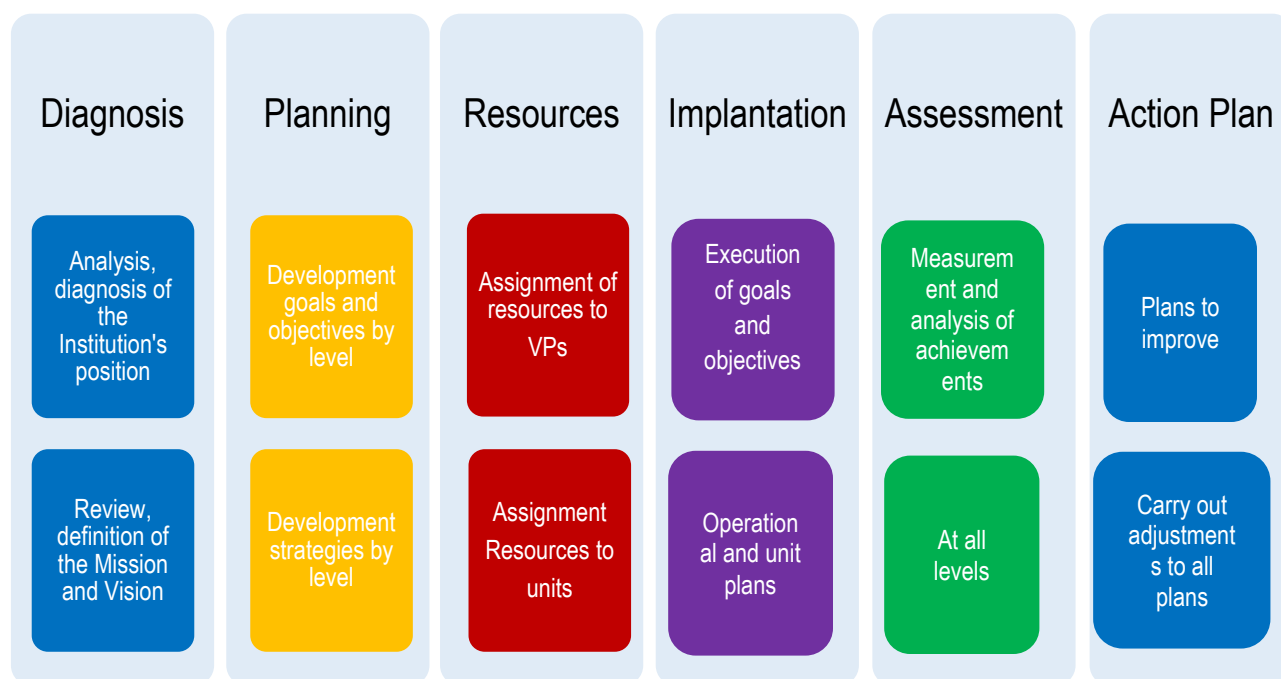 Diagnosis
Planning
Resources
Implantation
Assessment
Action Plan
Analysis,
diagnosis of
the
Institution's
position
Development
goals and
objectives by
level
Assignment of
resources to
VPs
Execution
of goals
and
objectives
Measurem
ent and
analysis of
achievem
ents
Plans to
improve
Review,
definition of
the Mission
and Vision
Development
strategies by
level
Assignment
Resources to
units
Operation
al and unit
plans
At all
levels
Carry out
adjustment
s to all
plans